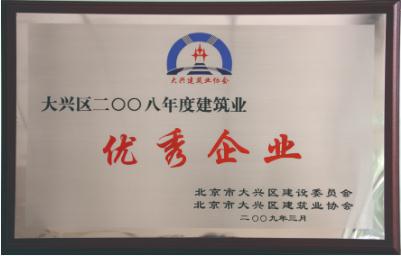 大兴建筑业协会
大兴区二〇〇八年度建筑业
优秀企业
北京市大兴区建设委员会
北京市大兴区建筑业协会
二〇〇九年三月